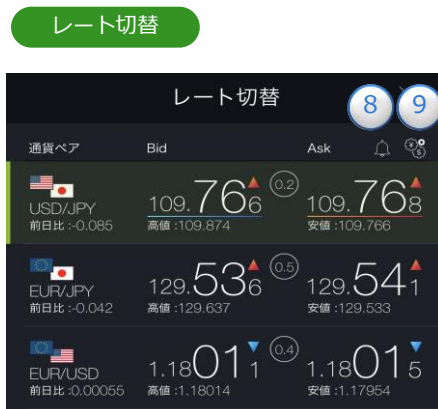 レート切替
レート切替
8
9
通貨ペア Bid Ask
USD/JPY 109.766 0.2 109.768
前日比:-0.085 高値:109.874 安値:109.766
EUR/JPY 129.536 0.5 129.541
前日比:-0.042 高値:129.637 安値:129.533
EUR/USD 1.18011 0.4 1.18015
前日比:0.00055 高値:1.18014 安値:1.17954